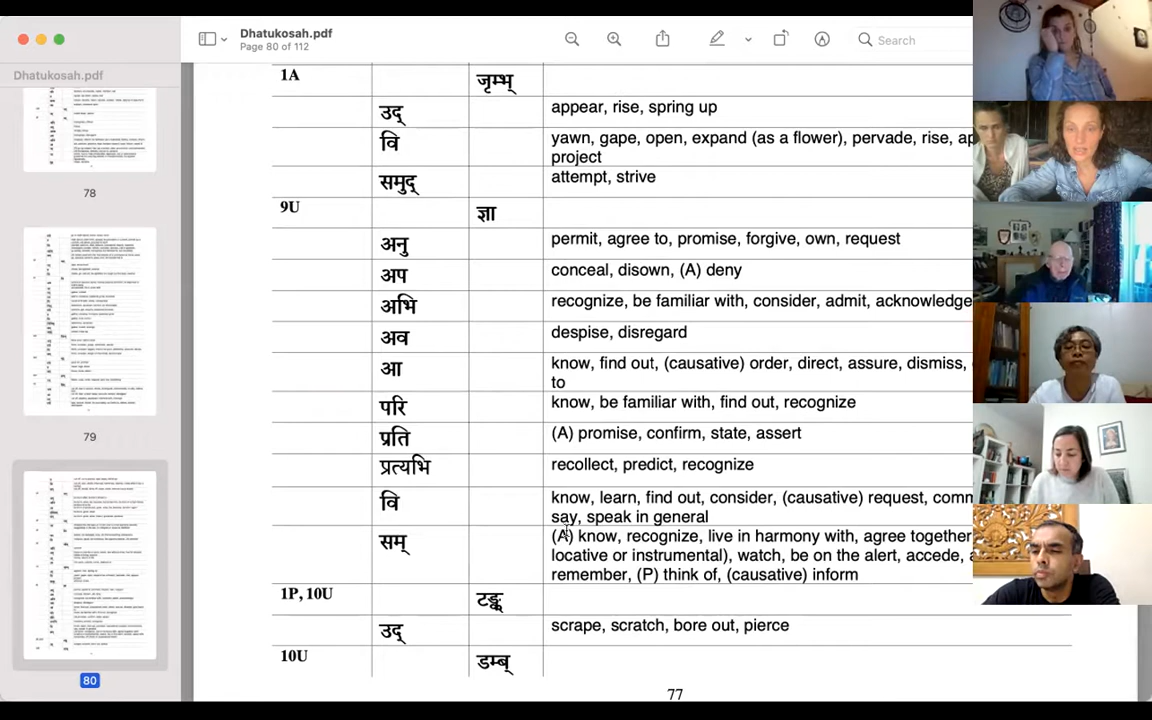 Dhatukosah.pdf
Page 80 of 112
Search
Dhatukosah.pdf
78
79
80
1A जृम्भ्
उद् appear, rise, spring up
वि yawn, gape, open, expand (as a flower), pervade, rise,
project
समुद् attempt, strive
9U ज्ञा
अनु permit, agree to, promise, forgive, own, request
अप conceal, disown, (A) deny
अभि recognize, be familiar with, consider, admit, acknowledge
अव despise, disregard
आ know, find out, (causative) order, direct, assure, dismiss,
to
परि know, be familiar with, find out, recognize
प्रति (A) promise, confirm, state, assert
प्रत्यभि recollect, predict, recognize
वि know, learn, find out, consider, (causative) request,
say, speak in general
सम् (A) know, recognize, live in harmony with, agree together
locative or instrumental), watch, be on the alert, accede,
remember, (P) think of, (causative) inform
1P, 10U टङ्क्
उद् scrape, scratch, bore out, pierce
10U डम्ब्
77